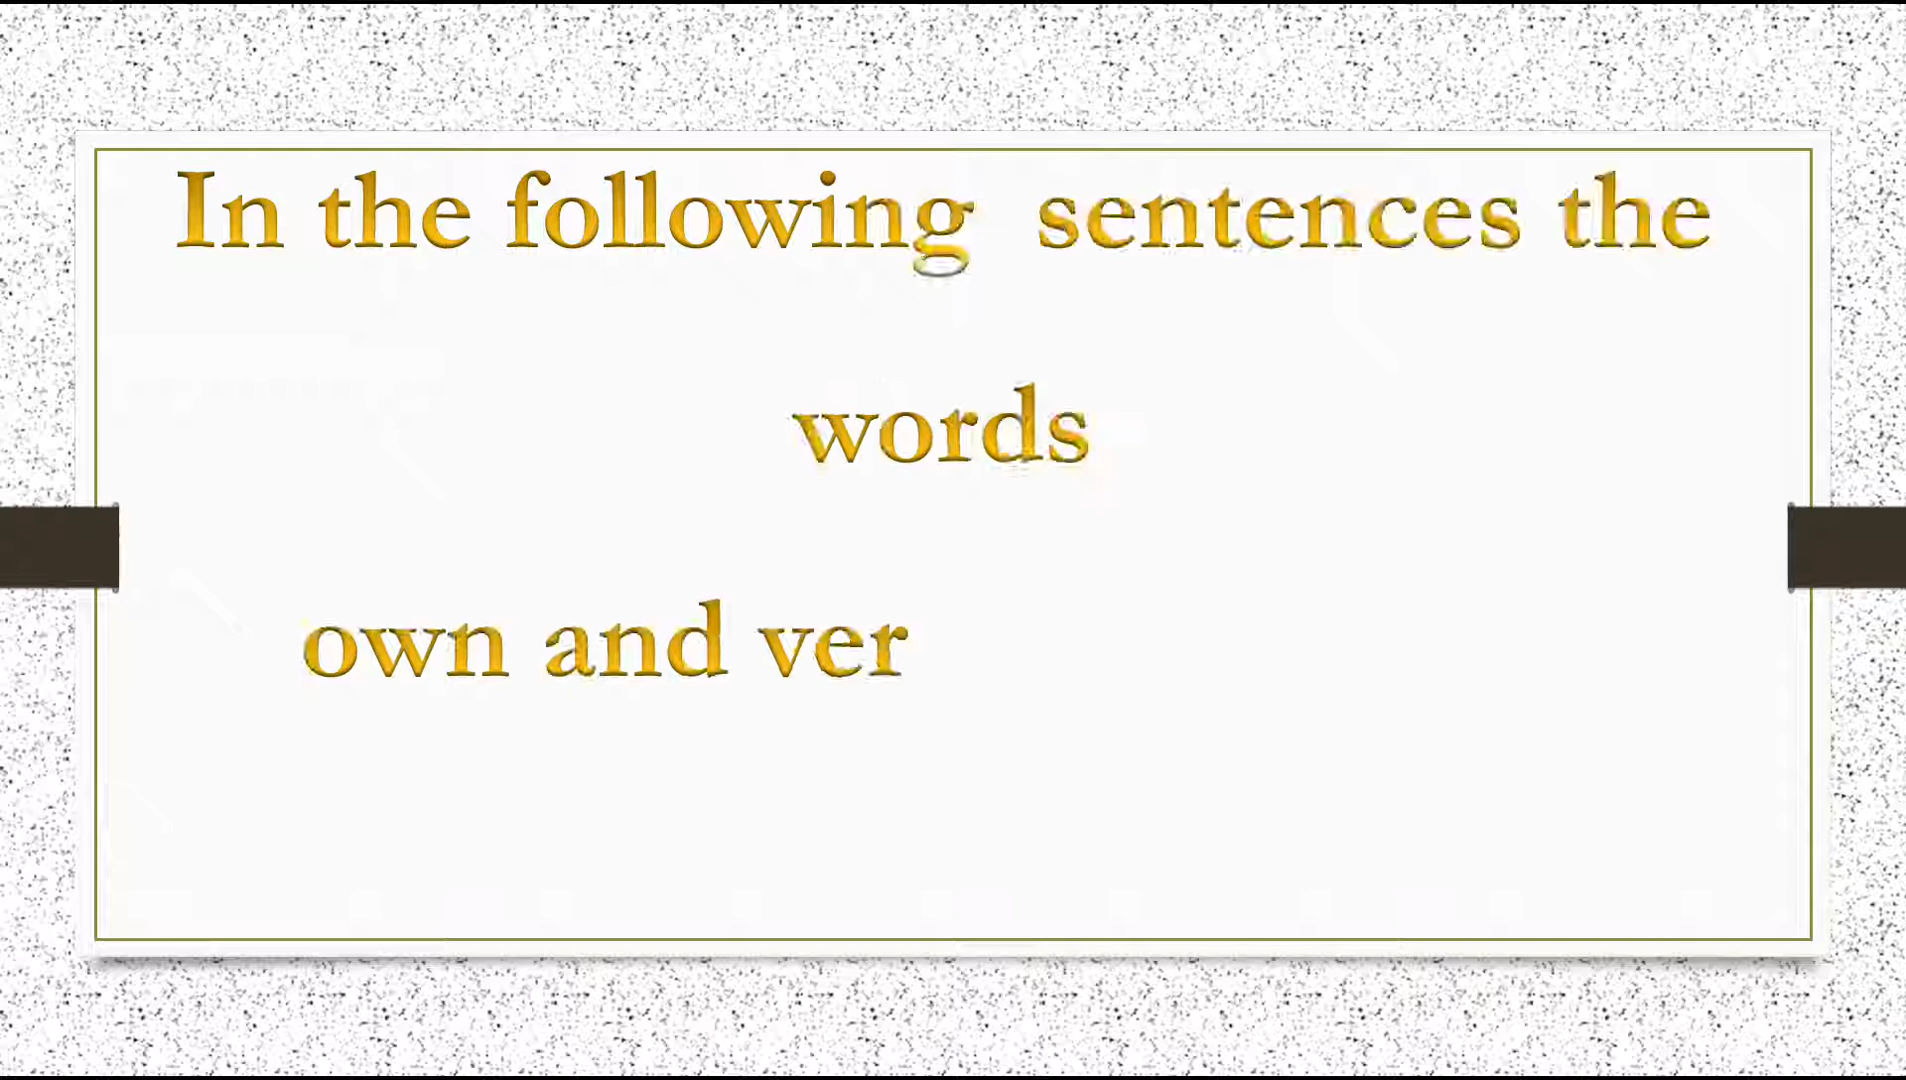 In the following sentences the
words
own and ver